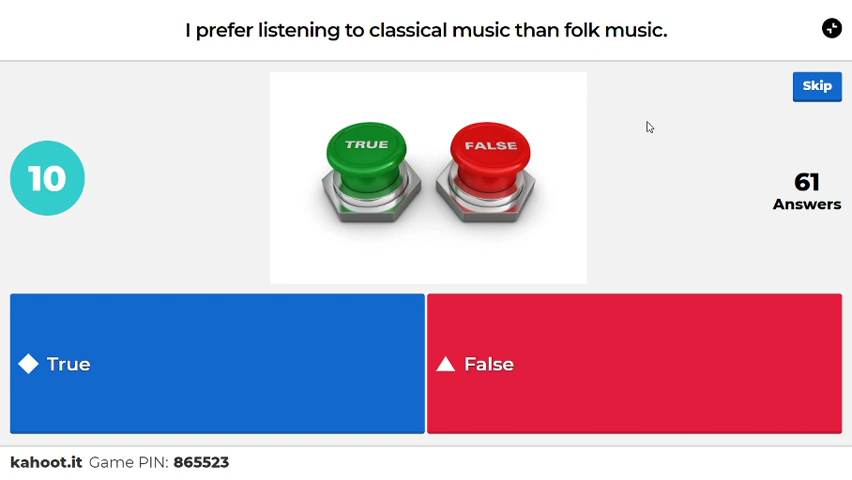 I prefer listening to classical music than folk music.
Skip
TRUE
FALSE
10
61
Answers
True
False
kahoot.it Game PIN: 865523